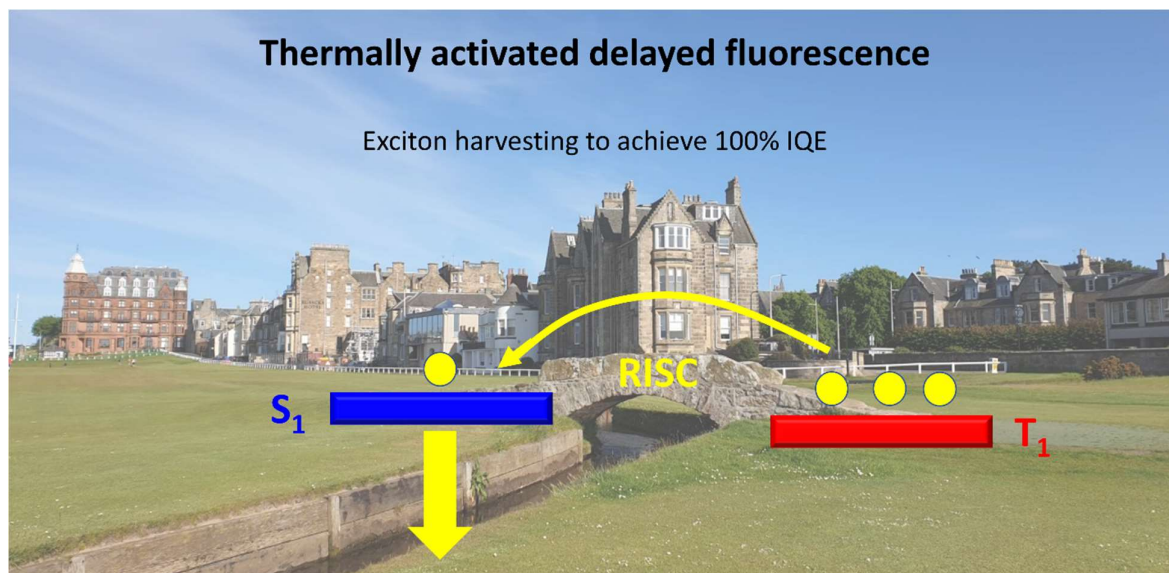 Thermally activated delayed fluorescence
Exciton harvesting to achieve 100% IQE
RISC
S₁
T₁